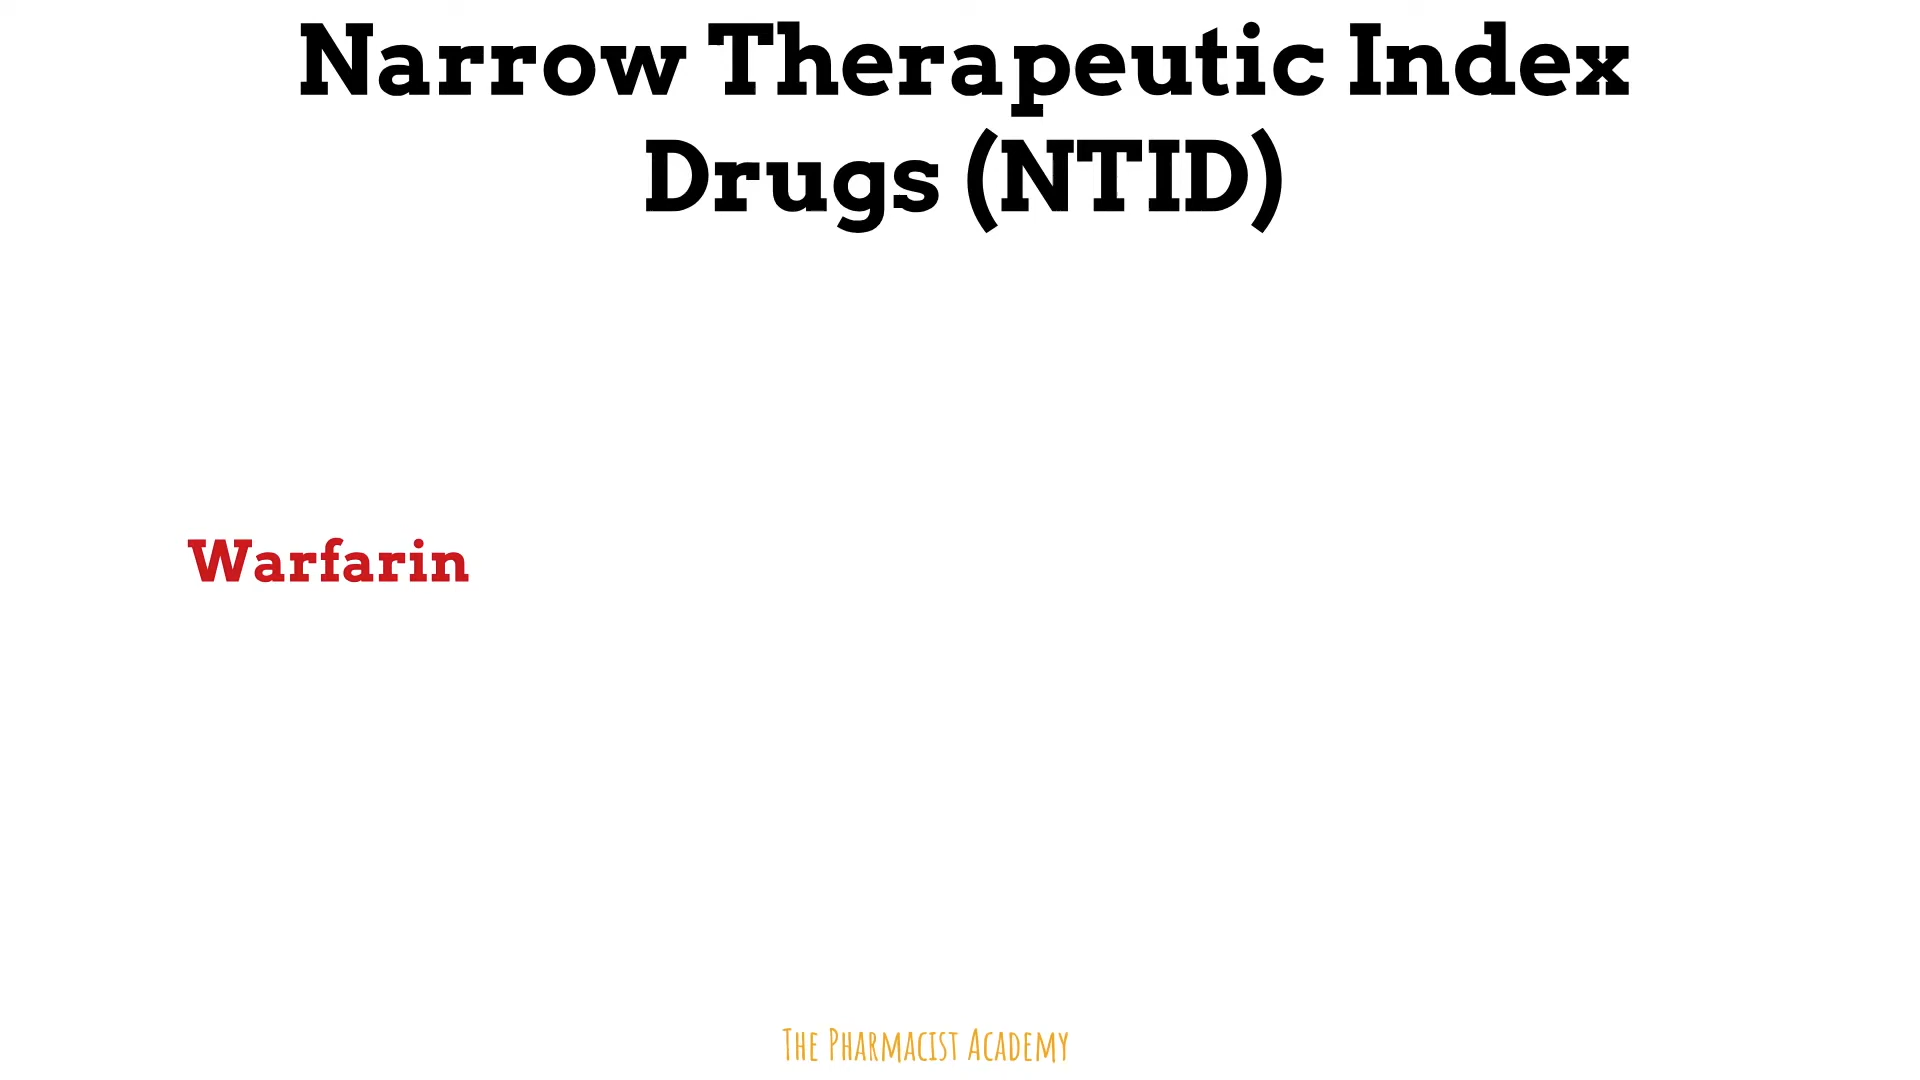 Narrow Therapeutic Index
Drugs (NTID)
Warfarin
The Pharmacist Academy